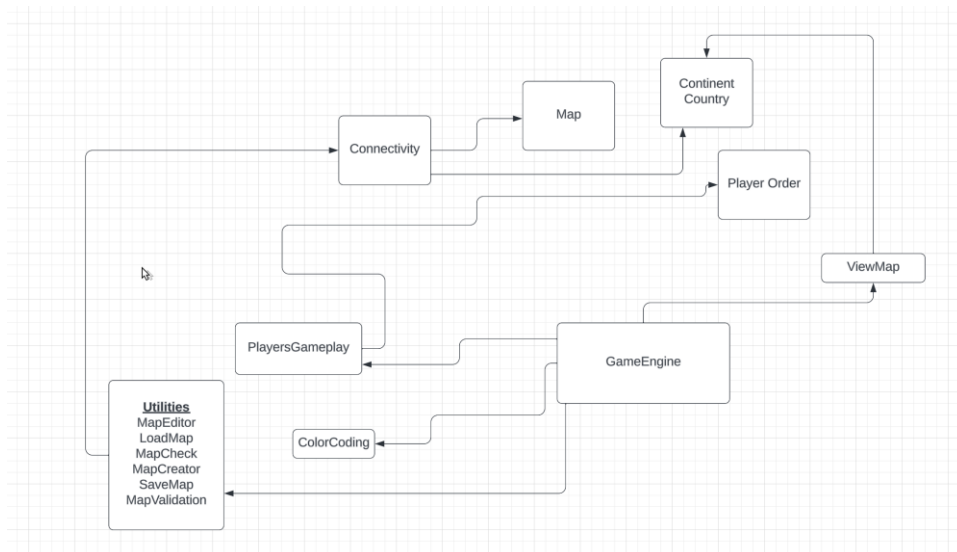 Continent
Country
Map
Connectivity
Player Order
ViewMap
PlayersGameplay
GameEngine
Utilities
MapEditor
LoadMap
MapCheck
MapCreator
SaveMap
MapValidation
ColorCoding